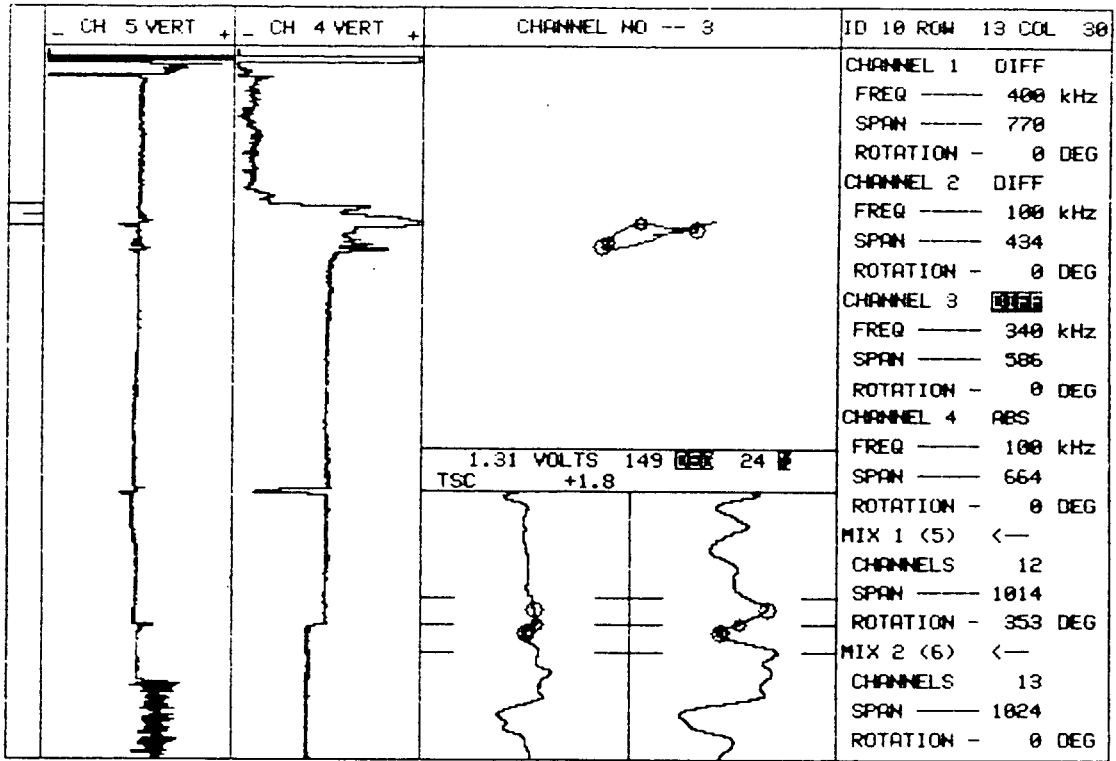 _ CH 5 VERT +
_ CH 4 VERT +
CHANNEL NO -- 3
ID 10 ROW 13 COL 30
CHANNEL 1 DIFF
FREQ ----- 400 kHz
SPAN ----- 770
ROTATION - 0 DEG
CHANNEL 2 DIFF
FREQ ----- 100 kHz
SPAN ----- 434
ROTATION - 0 DEG
CHANNEL 3 DIFF
FREQ ----- 340 kHz
SPAN ----- 586
ROTATION - 0 DEG
CHANNEL 4 ABS
FREQ ----- 100 kHz
SPAN ----- 664
ROTATION - 0 DEG
MIX 1 (5) <--
CHANNELS 12
SPAN ----- 1014
ROTATION - 353 DEG
MIX 2 (6) <--
CHANNELS 13
SPAN ----- 1024
ROTATION - 0 DEG
1.31 VOLTS 149 DEG 24
TSC +1.8